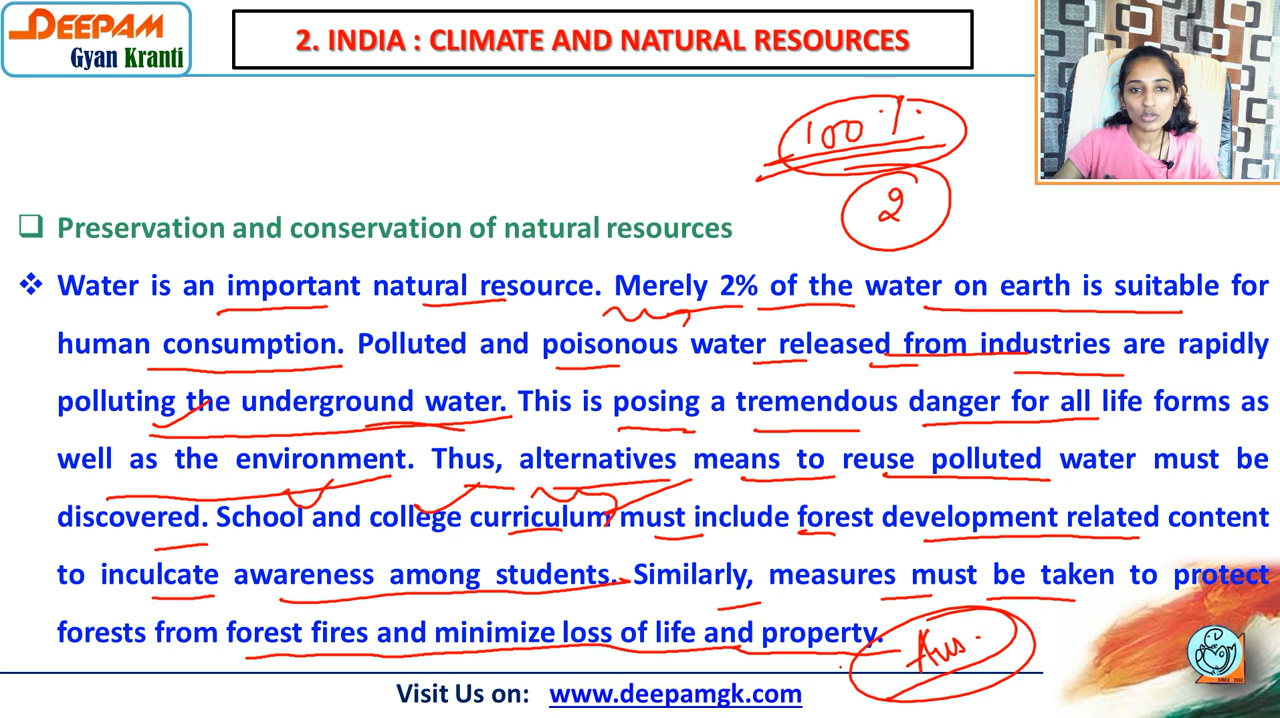 DEEPAM
Gyan Kranti
2. INDIA : CLIMATE AND NATURAL RESOURCES
100 %
2
❑ Preservation and conservation of natural resources
❖ Water is an important natural resource. Merely 2% of the water on earth is suitable for
human consumption. Polluted and poisonous water released from industries are rapidly
polluting the underground water. This is posing a tremendous danger for all life forms as
well as the environment. Thus, alternatives means to reuse polluted water must be
discovered. School and college curriculum must include forest development related content
to inculcate awareness among students. Similarly, measures must be taken to protect
forests from forest fires and minimize loss of life and property.
Ans.
Visit Us on: www.deepamgk.com